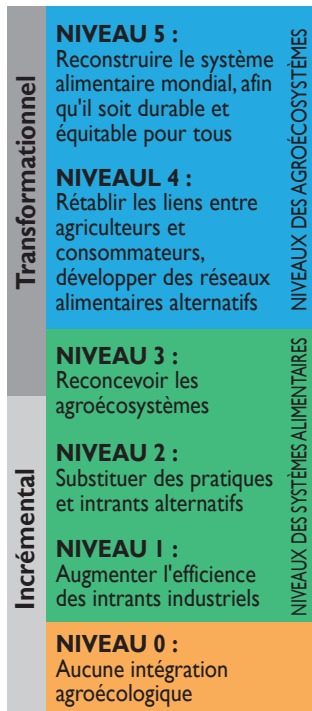 Transformationnel
Incrémental
NIVEAU 5 :
Reconstruire le système
alimentaire mondial, afin
qu'il soit durable et
équitable pour tous
NIVEAUL 4 :
Rétablir les liens entre
agriculteurs et
consommateurs,
développer des réseaux
alimentaires alternatifs
NIVEAUX DES AGROÉCOSYSTÈMES
NIVEAU 3 :
Reconcevoir les
agroécosystèmes
NIVEAU 2 :
Substituer des pratiques
et intrants alternatifs
NIVEAU 1 :
Augmenter l'efficience
des intrants industriels
NIVEAUX DES SYSTÈMES ALIMENTAIRES
NIVEAU 0 :
Aucune intégration
agroécologique